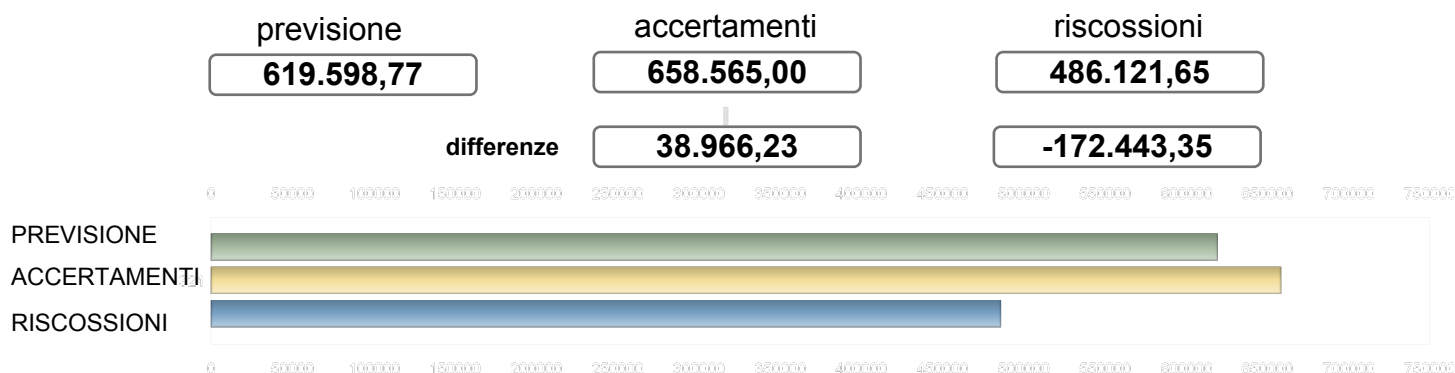 previsione accertamenti riscossioni
619.598,77 658.565,00 486.121,65
differenze 38.966,23 -172.443,35
0 50000 100000 150000 200000 250000 300000 350000 400000 450000 500000 550000 600000 650000 700000 750000
PREVISIONE
ACCERTAMENTI
RISCOSSIONI
0 50000 100000 150000 200000 250000 300000 350000 400000 450000 500000 550000 600000 650000 700000 750000